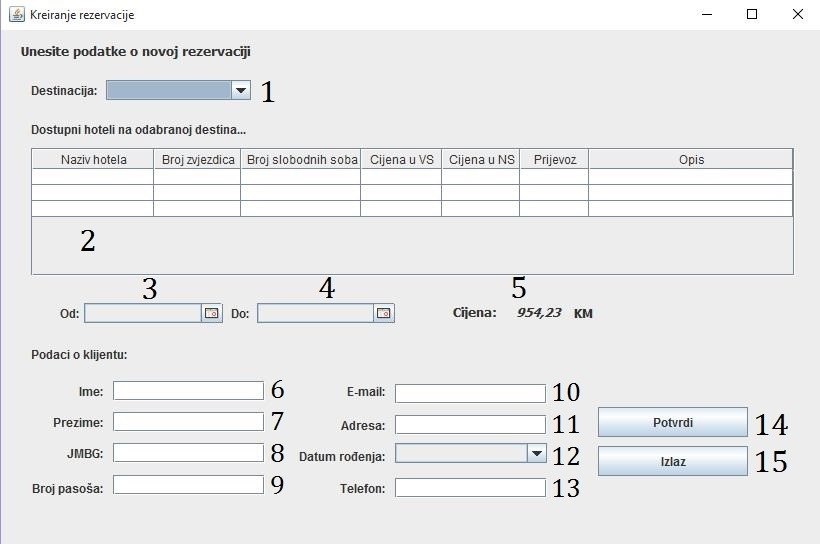 Kreiranje rezervacije
Unesite podatke o novoj rezervaciji
Destinacija: 1
Dostupni hoteli na odabranoj destina...
Naziv hotela Broj zvjezdica Broj slobodnih soba Cijena u VS Cijena u NS Prijevoz Opis
2
3 4 5
Od: Do: Cijena: 954,23 KM
Podaci o klijentu:
Ime: 6 E-mail: 10
Prezime: 7 Adresa: 11 Potvrdi 14
JMBG: 8 Datum rođenja: 12 Izlaz 15
Broj pasoša: 9 Telefon: 13